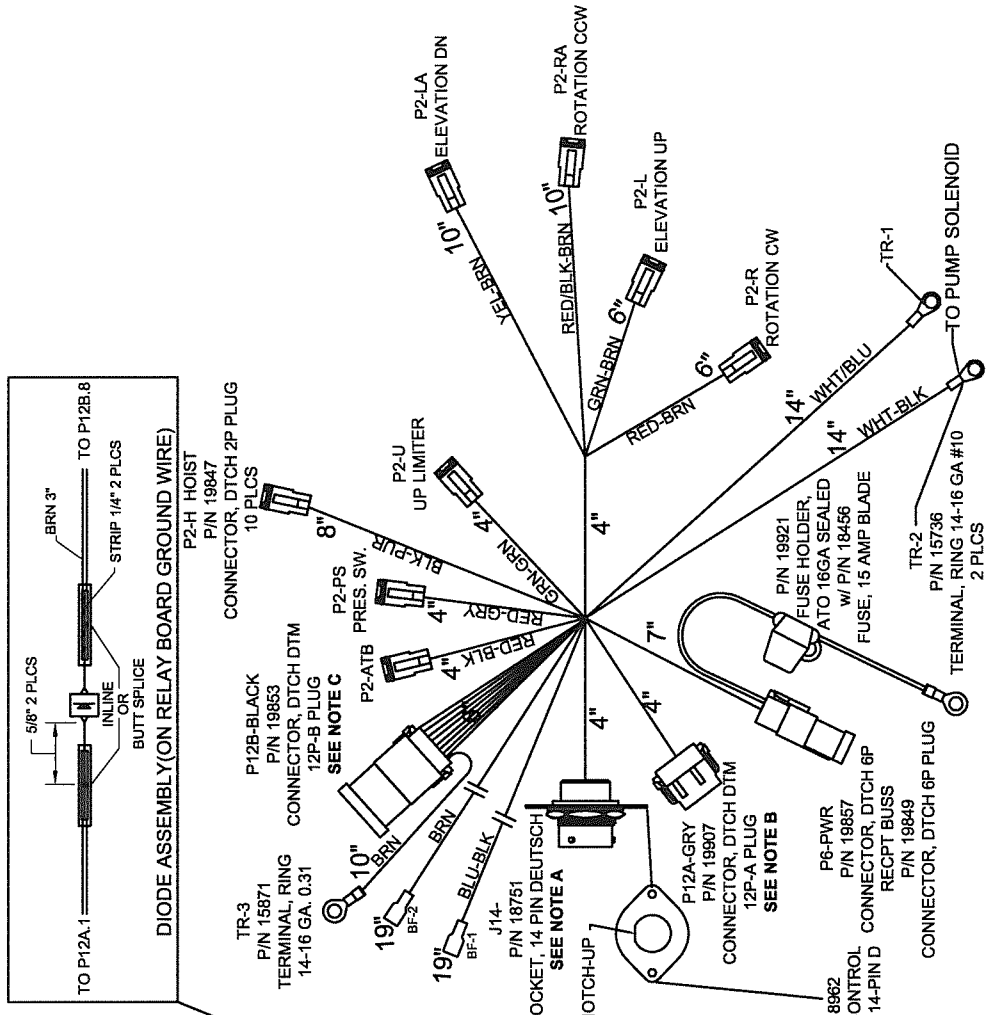 5/8" 2 PLCS
BRN 3"
TO P12A.1
TO P12B.8
STRIP 1/4" 2 PLCS
INLINE
OR
BUTT SPLICE
DIODE ASSEMBLY(ON RELAY BOARD GROUND WIRE)
P2-H HOIST
P/N 19847
CONNECTOR, DTCH 2P PLUG
10 PLCS
8"
BLK-PUR
P2-LA
ELEVATION DN
10"
YEL-BRN
P2-RA
ROTATION CCW
10"
RED/BLK-BRN
P2-L
ELEVATION UP
6"
GRN-BRN
P2-R
ROTATION CW
6"
RED-BRN
4"
P2-U
UP LIMITER
4"
GRN-GRN
P2-PS
PRES. SW.
4"
RED-GRY
P2-ATB
4"
RED-BLK
P12B-BLACK
P/N 19853
CONNECTOR, DTCH DTM
12P-B PLUG
SEE NOTE C
TR-3
P/N 15871
TERMINAL, RING
14-16 GA. 0.31
10"
BRN
19"
BF-2
BRN
19"
BF-1
BLU-BLK
J14-
P/N 18751
OCKET, 14 PIN DEUTSCH
SEE NOTE A
4"
OTCH-UP
8962
ONTROL
14-PIN D
P12A-GRY
P/N 19907
CONNECTOR, DTCH DTM
12P-A PLUG
SEE NOTE B
4"
7"
P6-PWR
P/N 19857
CONNECTOR, DTCH 6P
RECPT BUSS
P/N 19849
CONNECTOR, DTCH 6P PLUG
P/N 19921
FUSE HOLDER,
ATO 16GA SEALED
w/ P/N 18456
FUSE, 15 AMP BLADE
14"
WHT/BLU
TR-1
14"
WHT-BLK
TO PUMP SOLENOID
TR-2
P/N 15736
TERMINAL, RING 14-16 GA #10
2 PLCS